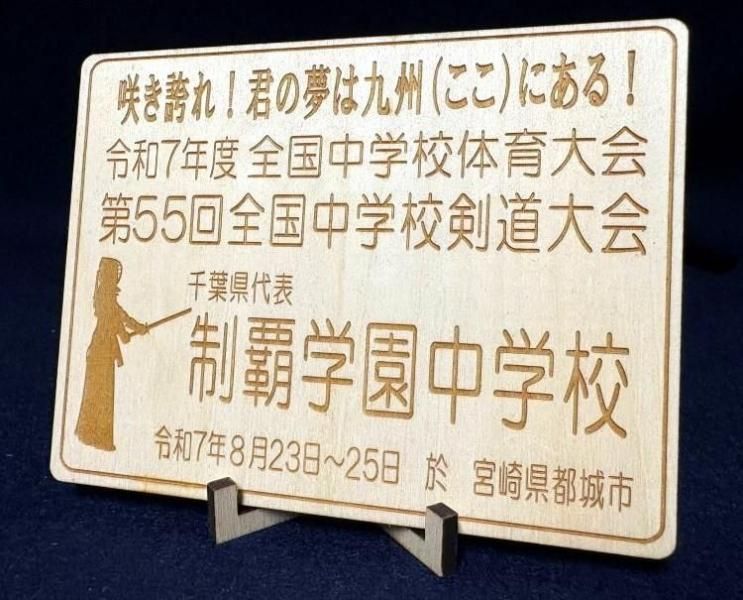 咲き誇れ！君の夢は九州(ここ)にある！
令和7年度 全国中学校体育大会
第55回全国中学校剣道大会
千葉県代表
制覇学園中学校
令和7年8月23日～25日 於 宮崎県都城市